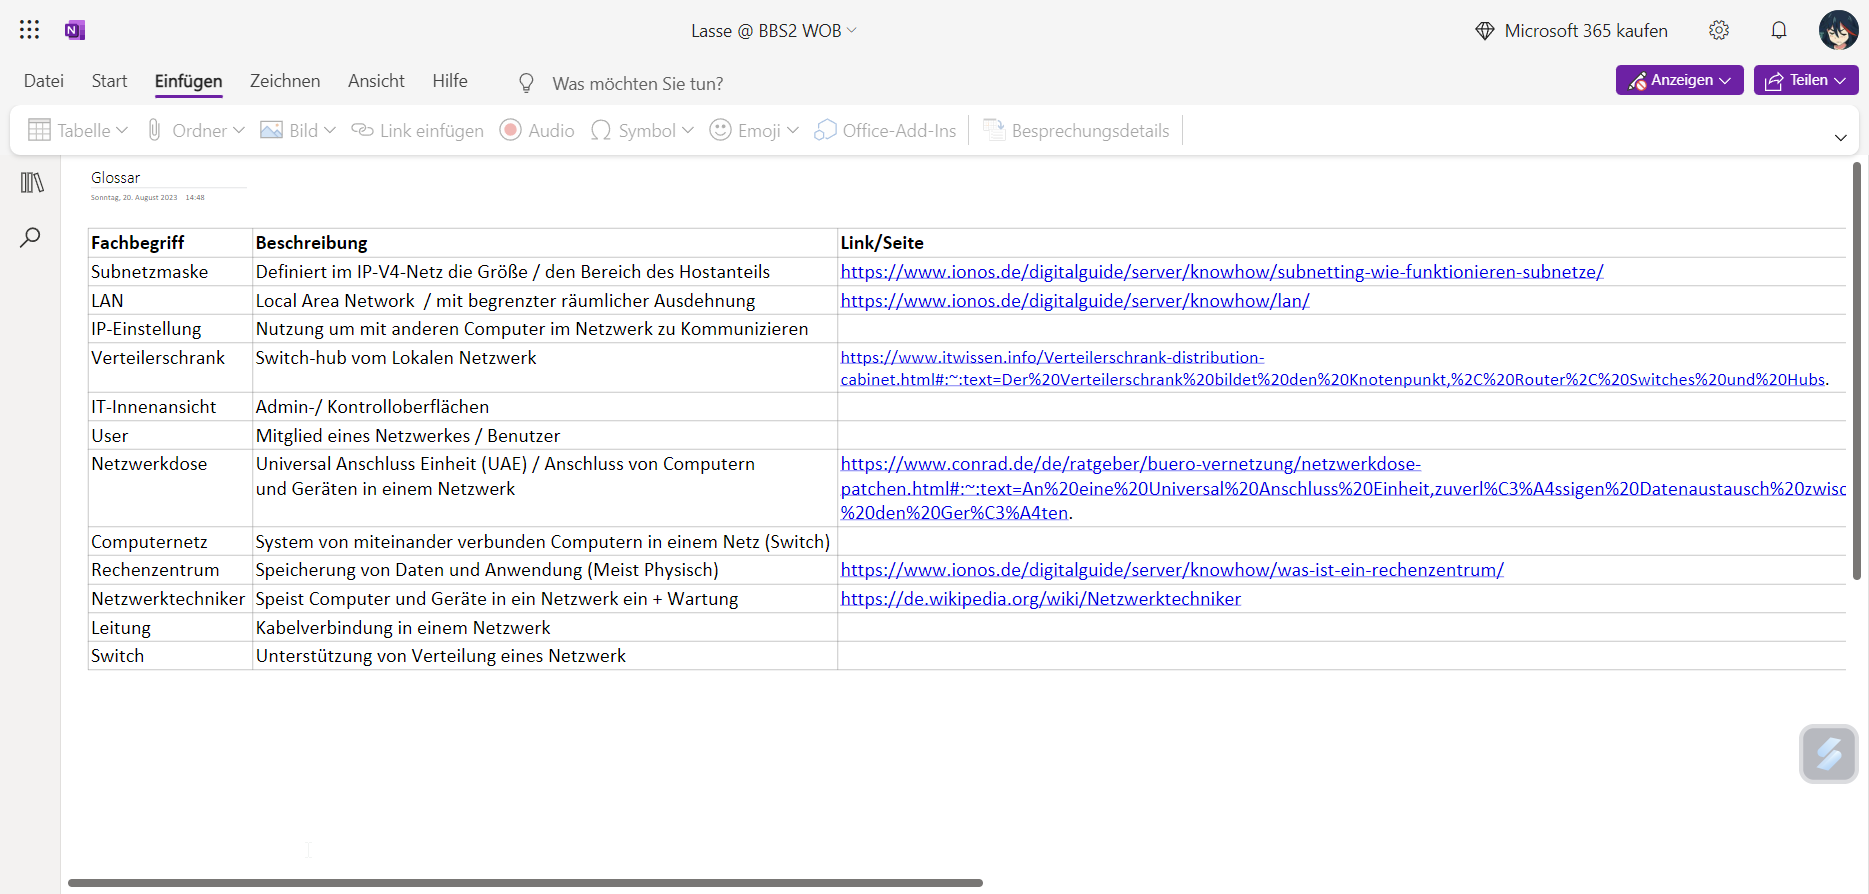 Lasse @ BBS2 WOB
Microsoft 365 kaufen
Datei Start Einfügen Zeichnen Ansicht Hilfe Was möchten Sie tun?
Anzeigen Teilen
Tabelle Ordner Bild Link einfügen Audio Symbol Emoji Office-Add-Ins Besprechungsdetails
Glossar
Sonntag, 20. August 2023 14:48
Fachbegriff Beschreibung Link/Seite
Subnetzmaske Definiert im IP-V4-Netz die Größe / den Bereich des Hostanteils https://www.ionos.de/digitalguide/server/knowhow/subnetting-wie-funktionieren-subnetze/
LAN Local Area Network / mit begrenzter räumlicher Ausdehnung https://www.ionos.de/digitalguide/server/knowhow/lan/
IP-Einstellung Nutzung um mit anderen Computer im Netzwerk zu Kommunizieren
Verteilerschrank Switch-hub vom Lokalen Netzwerk https://www.itwissen.info/Verteilerschrank-distribution-
cabinet.html#:~:text=Der%20Verteilerschrank%20bildet%20den%20Knotenpunkt,%2C%20Router%2C%20Switches%20und%20Hubs.
IT-Innenansicht Admin-/ Kontrolloberflächen
User Mitglied eines Netzwerkes / Benutzer
Netzwerkdose Universal Anschluss Einheit (UAE) / Anschluss von Computern https://www.conrad.de/de/ratgeber/buero-vernetzung/netzwerkdose-
und Geräten in einem Netzwerk patchen.html#:~:text=An%20eine%20Universal%20Anschluss%20Einheit,zuverl%C3%A4ssigen%20Datenaustausch%20zwisc
%20den%20Ger%C3%A4ten.
Computernetz System von miteinander verbunden Computern in einem Netz (Switch)
Rechenzentrum Speicherung von Daten und Anwendung (Meist Physisch) https://www.ionos.de/digitalguide/server/knowhow/was-ist-ein-rechenzentrum/
Netzwerktechniker Speist Computer und Geräte in ein Netzwerk ein + Wartung https://de.wikipedia.org/wiki/Netzwerktechniker
Leitung Kabelverbindung in einem Netzwerk
Switch Unterstützung von Verteilung eines Netzwerk